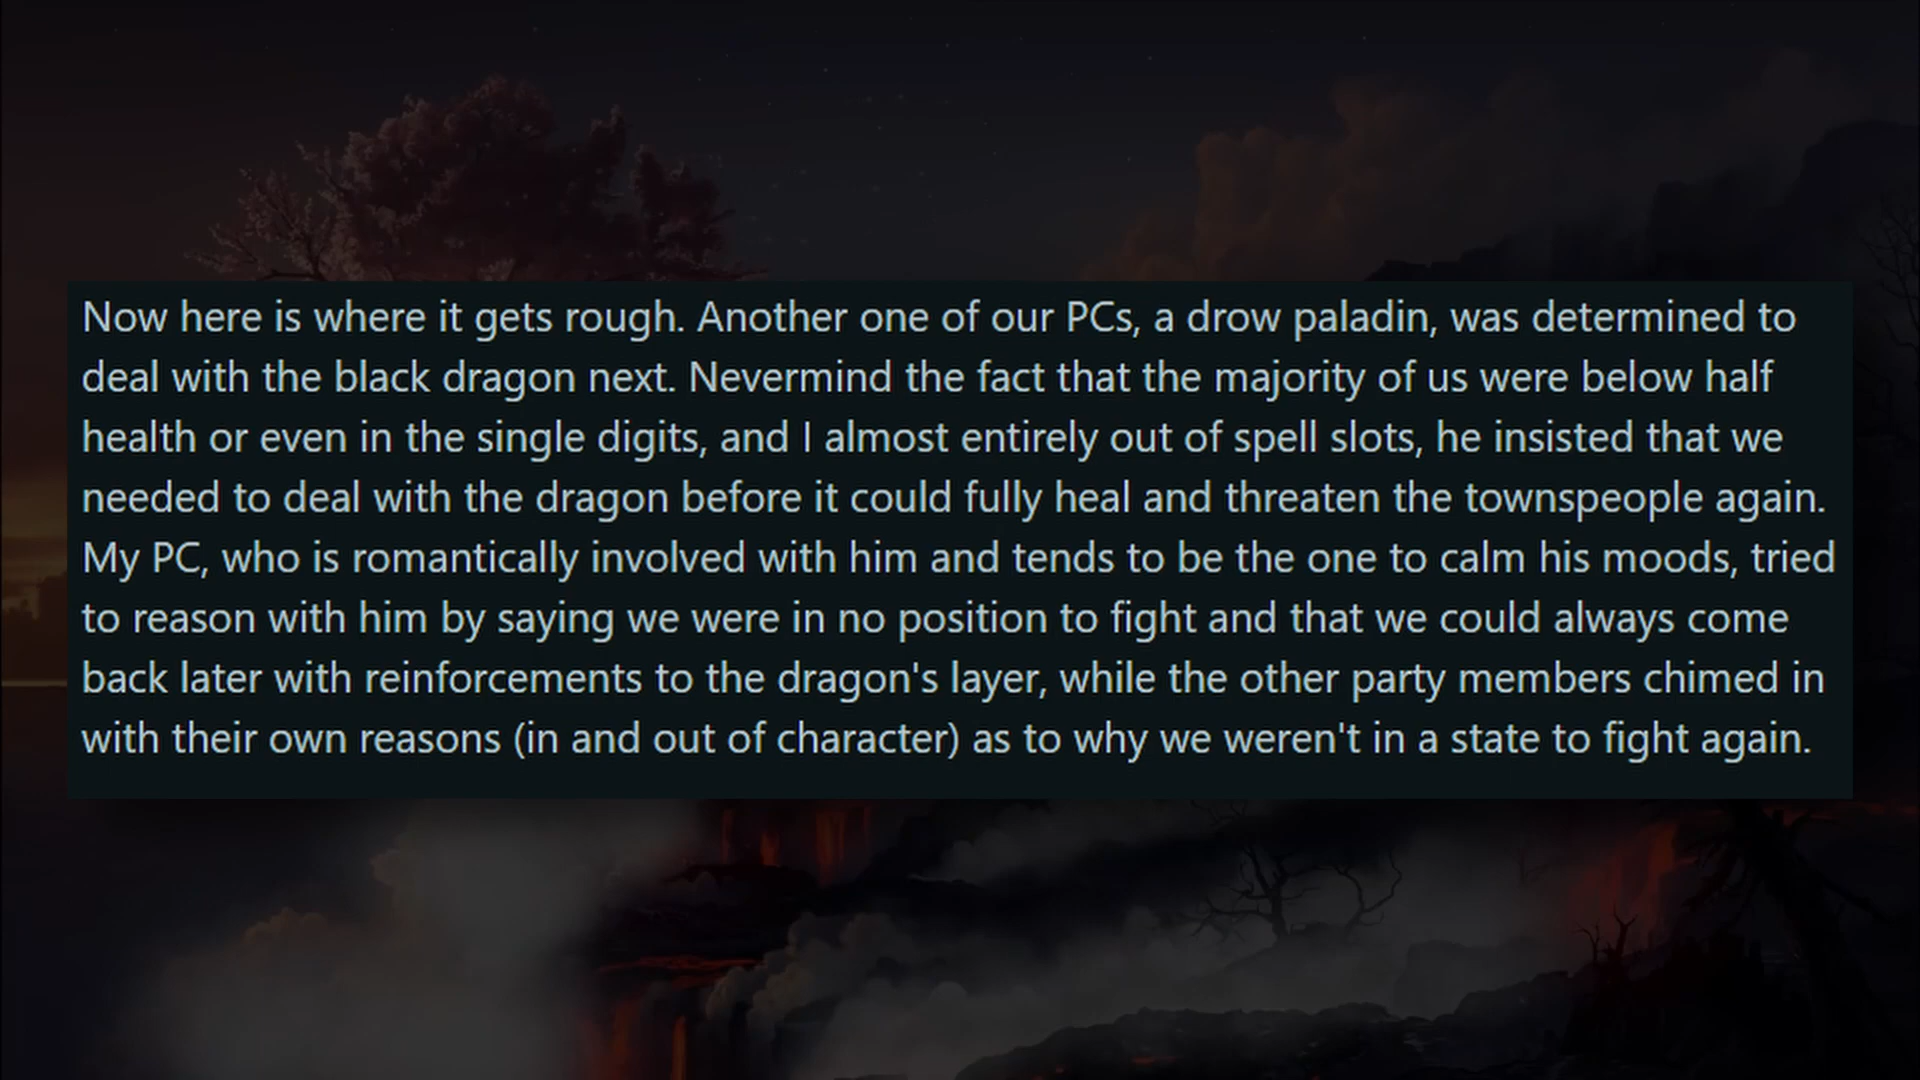 Now here is where it gets rough. Another one of our PCs, a drow paladin, was determined to
deal with the black dragon next. Nevermind the fact that the majority of us were below half
health or even in the single digits, and I almost entirely out of spell slots, he insisted that we
needed to deal with the dragon before it could fully heal and threaten the townspeople again.
My PC, who is romantically involved with him and tends to be the one to calm his moods, tried
to reason with him by saying we were in no position to fight and that we could always come
back later with reinforcements to the dragon's layer, while the other party members chimed in
with their own reasons (in and out of character) as to why we weren't in a state to fight again.